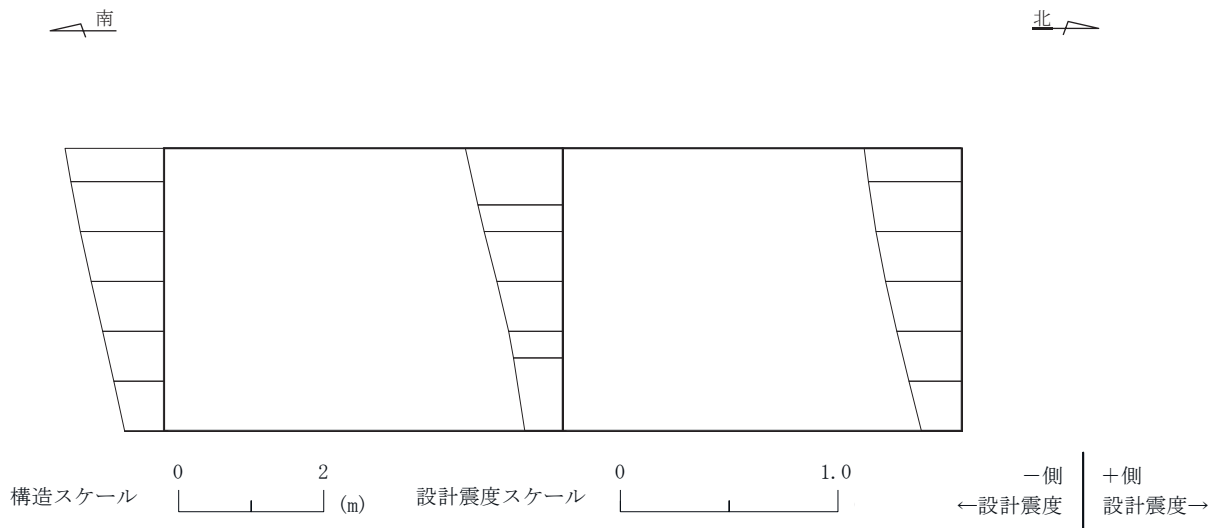 南
北
0 2
構造スケール (m)
0 1.0
設計震度スケール
−側 +側
←設計震度 設計震度→